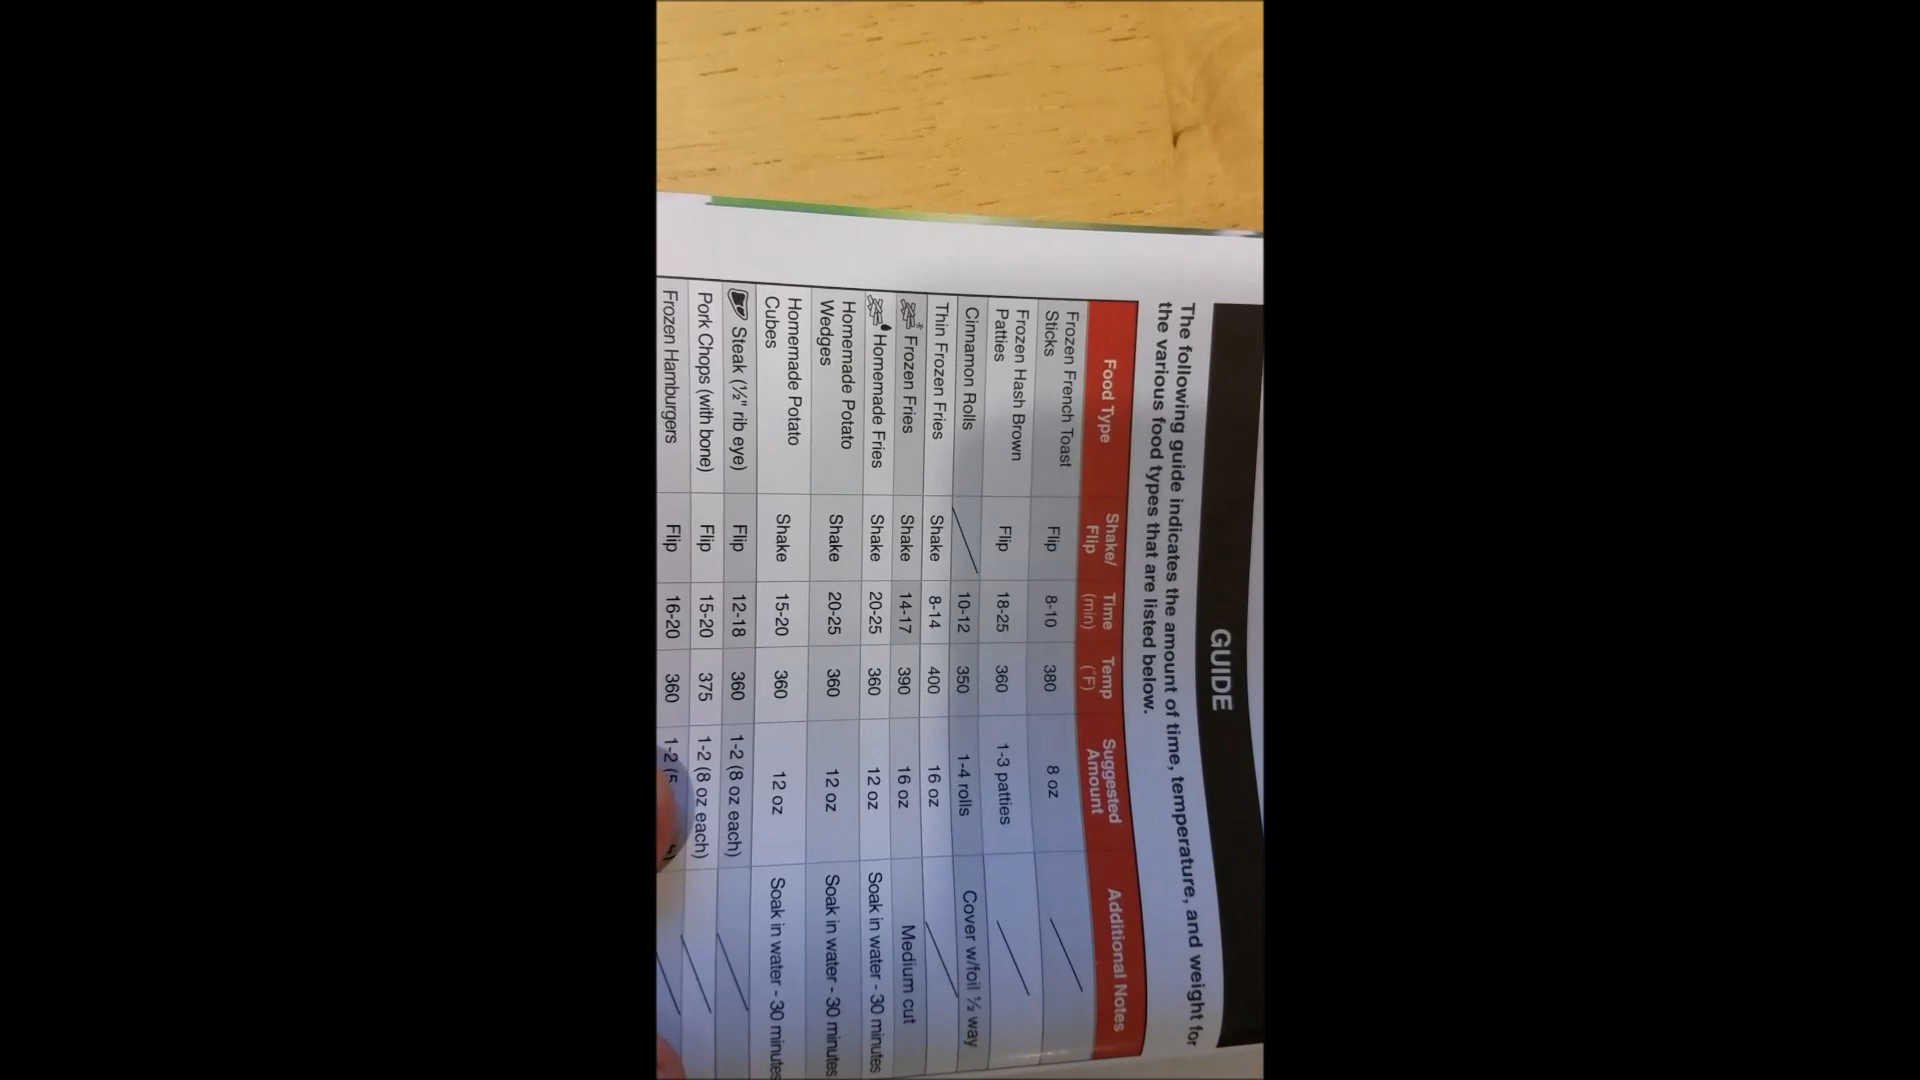 GUIDE
The following guide indicates the amount of time, temperature, and weight for
the various food types that are listed below.
Food Type Shake/ Flip Time (min) Temp (°F) Suggested Amount Additional Notes
Frozen French Toast Sticks Flip 8-10 380 8 oz
Frozen Hash Brown Patties Flip 18-25 360 1-3 patties
Cinnamon Rolls 10-12 350 1-4 rolls Cover w/foil ½ way
Thin Frozen Fries Shake 8-14 400 16 oz
* Frozen Fries Shake 14-17 390 16 oz Medium cut
Homemade Fries Shake 20-25 360 12 oz Soak in water - 30 minutes
Homemade Potato Wedges Shake 20-25 360 12 oz Soak in water - 30 minutes
Homemade Potato Cubes Shake 15-20 360 12 oz Soak in water - 30 minutes
Steak (½" rib eye) Flip 12-18 360 1-2 (8 oz each)
Pork Chops (with bone) Flip 15-20 375 1-2 (8 oz each)
Frozen Hamburgers Flip 16-20 360 1-2